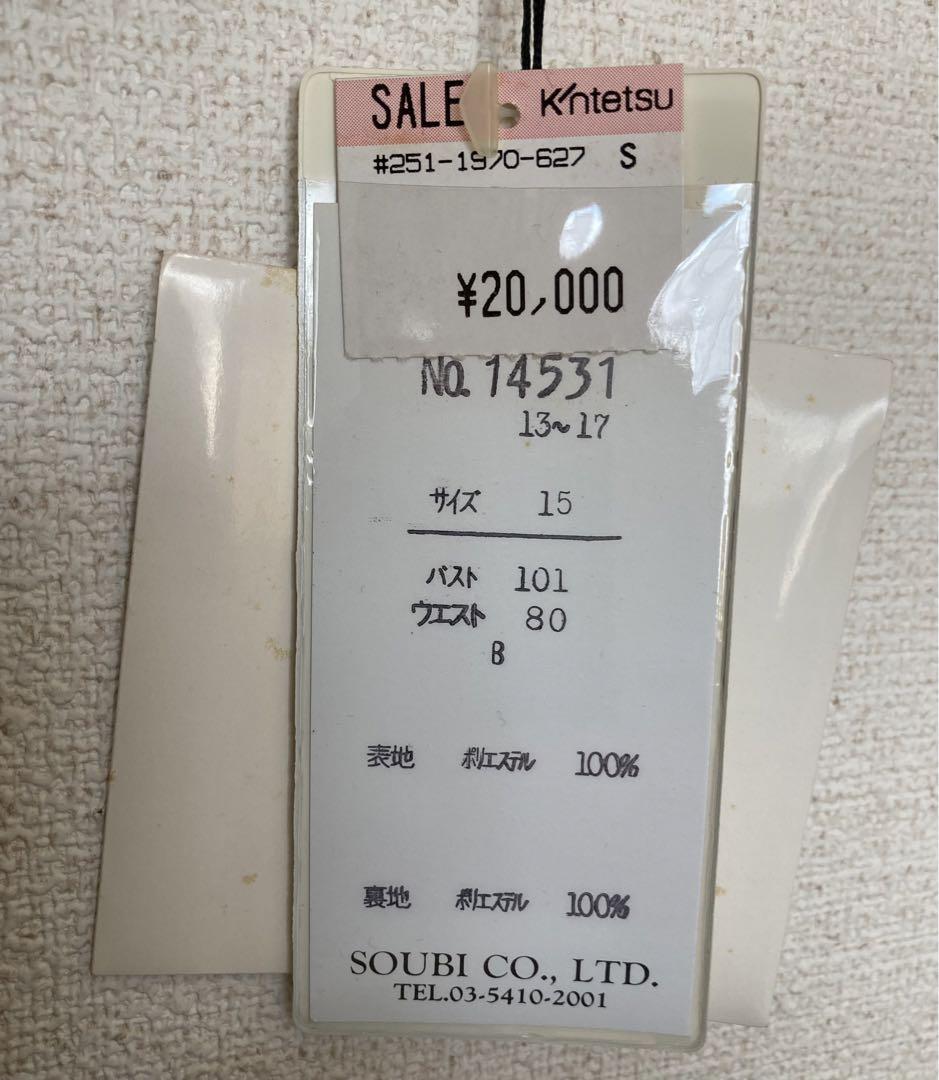 SALE Kintetsu
#251-1970-627 S
¥20,000
No. 14531
13~17
サイズ 15
バスト 101
ウエスト 80
B
表地 ポリエステル 100%
裏地 ポリエステル 100%
SOUBI CO., LTD.
TEL.03-5410-2001